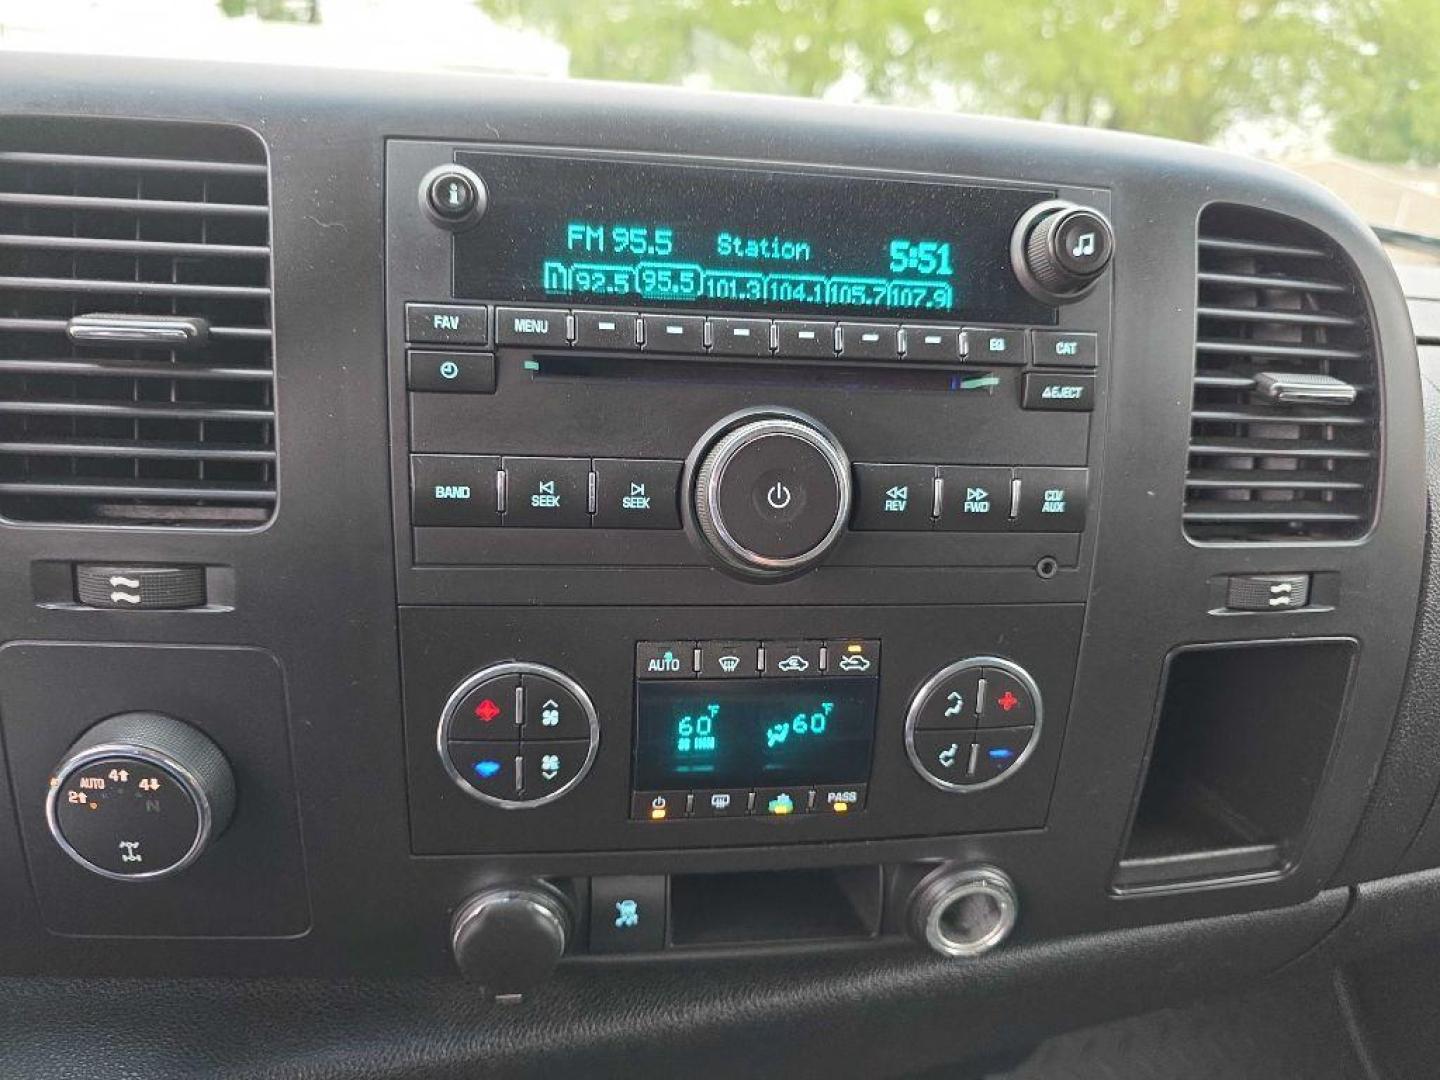 i
FM 95.5 Station 5:51
92.5 95.5 101.3 104.1 105.7 107.9
FAV MENU EQ CAT
EJECT
BAND SEEK SEEK REV FWD CD/AUX
AUTO
60°F 60°F
PASS
AUTO 4↑ 4↓
2↑ N